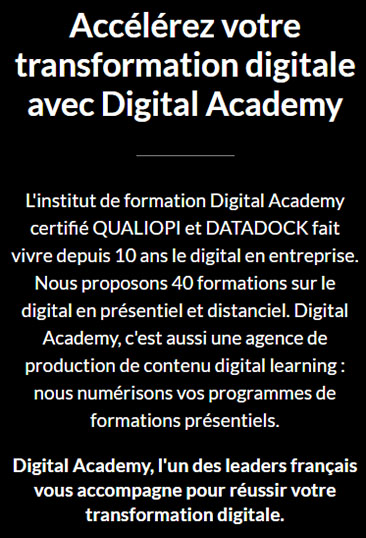 Accélérez votre
transformation digitale
avec Digital Academy
L'institut de formation Digital Academy
certifié QUALIOPI et DATADOCK fait
vivre depuis 10 ans le digital en entreprise.
Nous proposons 40 formations sur le
digital en présentiel et distanciel. Digital
Academy, c'est aussi une agence de
production de contenu digital learning :
nous numérisons vos programmes de
formations présentiels.
Digital Academy, l'un des leaders français
vous accompagne pour réussir votre
transformation digitale.